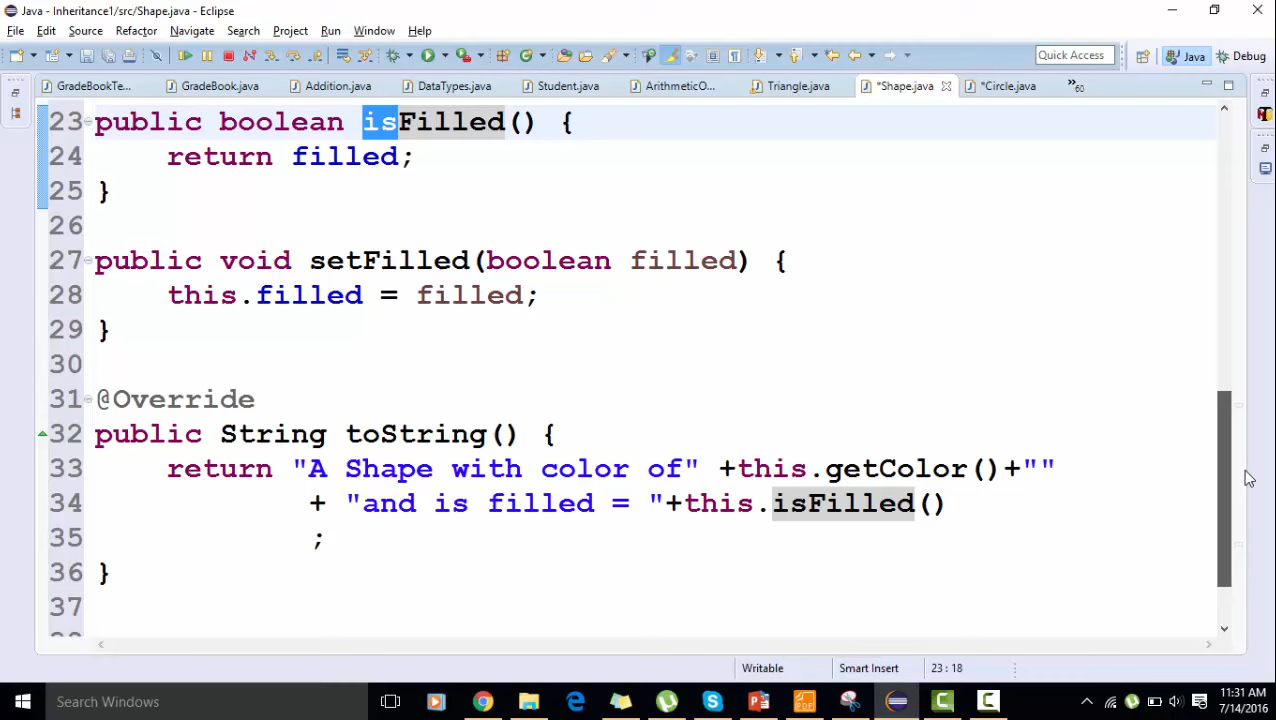 Java - Inheritance1/src/Shape.java - Eclipse
File Edit Source Refactor Navigate Search Project Run Window Help
Quick Access Java Debug
GradeBookTe... GradeBook.java Addition.java DataTypes.java Student.java ArithmeticO... Triangle.java *Shape.java *Circle.java »60
23 public boolean isFilled() {
24 return filled;
25 }
26
27 public void setFilled(boolean filled) {
28 this.filled = filled;
29 }
30
31 @Override
32 public String toString() {
33 return "A Shape with color of" +this.getColor()+""
34 + "and is filled = "+this.isFilled()
35 ;
36 }
37
Writable Smart Insert 23 : 18
Search Windows
11:31 AM
7/14/2016